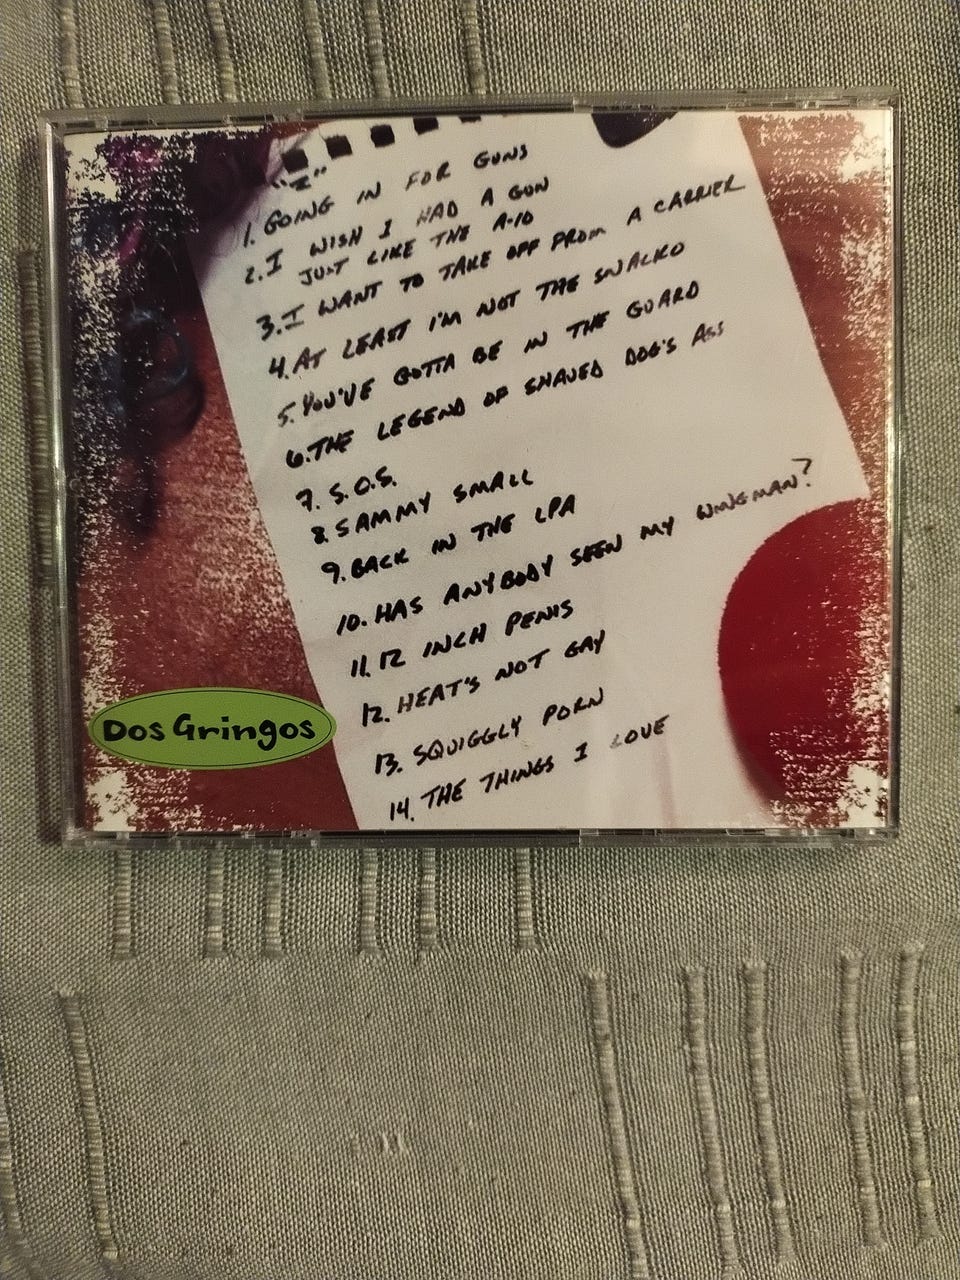 "2"
1. GOING IN FOR GUNS
2. I WISH I HAD A GUN
JUST LIKE THE A-10
3. I WANT TO TAKE OFF FROM A CARRIER
4. AT LEAST I'M NOT THE SNACKO
5. YOU'VE GOTTA BE IN THE GUARD
6. THE LEGEND OF SHAVED DOG'S ASS
7. S.O.S.
8. SAMMY SMALL
9. BACK IN THE LPA
10. HAS ANYBODY SEEN MY WINGMAN?
11. 12 INCH PENIS
12. HEAT'S NOT GAY
13. SQUIGGLY PORN
14. THE THINGS I LOVE
Dos Gringos